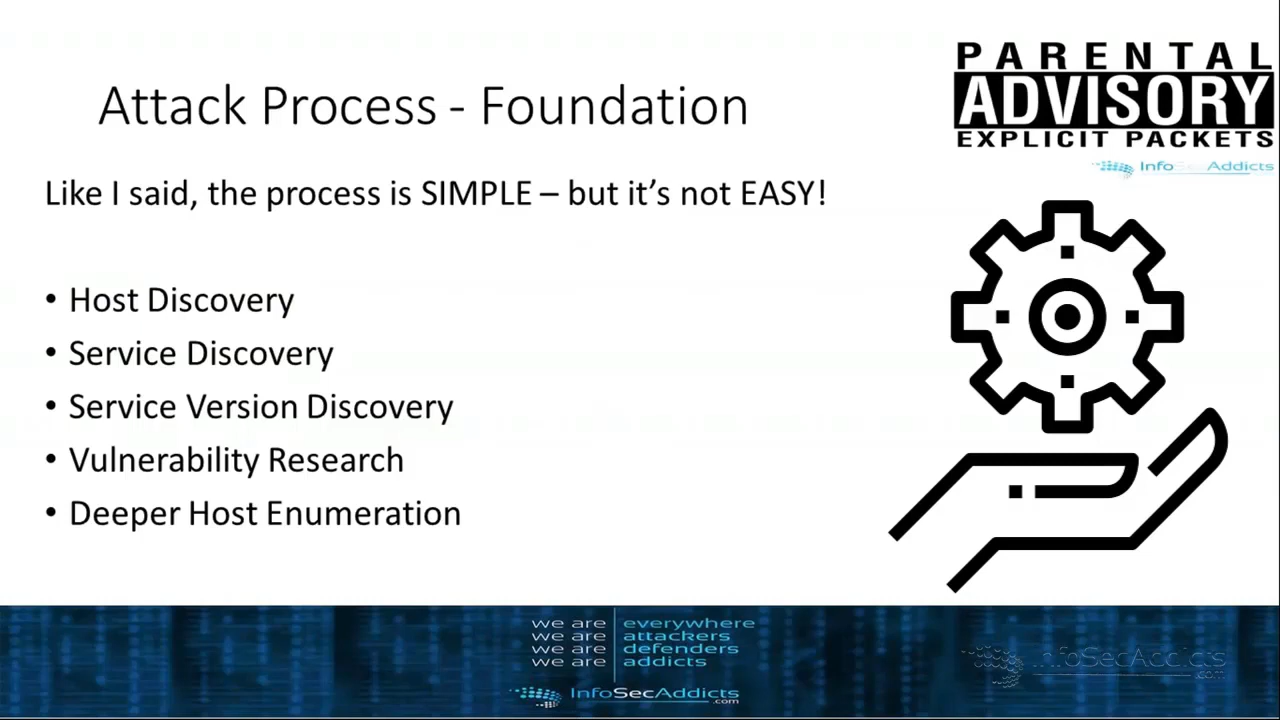 PARENTAL
ADVISORY
EXPLICIT PACKETS
InfoSecAddicts
Attack Process - Foundation
Like I said, the process is SIMPLE – but it’s not EASY!
• Host Discovery
• Service Discovery
• Service Version Discovery
• Vulnerability Research
• Deeper Host Enumeration
we are everywhere
we are attackers
we are defenders
we are addicts
InfoSecAddicts
.com
InfoSecAddicts
.com